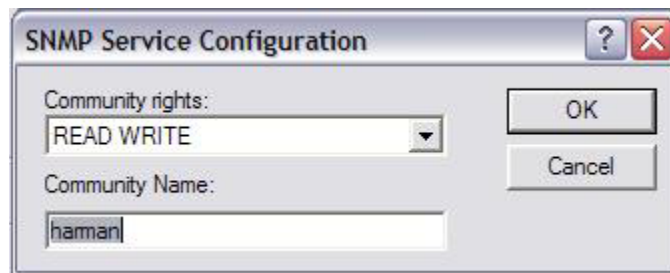 SNMP Service Configuration
Community rights:
OK
READ WRITE
Cancel
Community Name:
harman